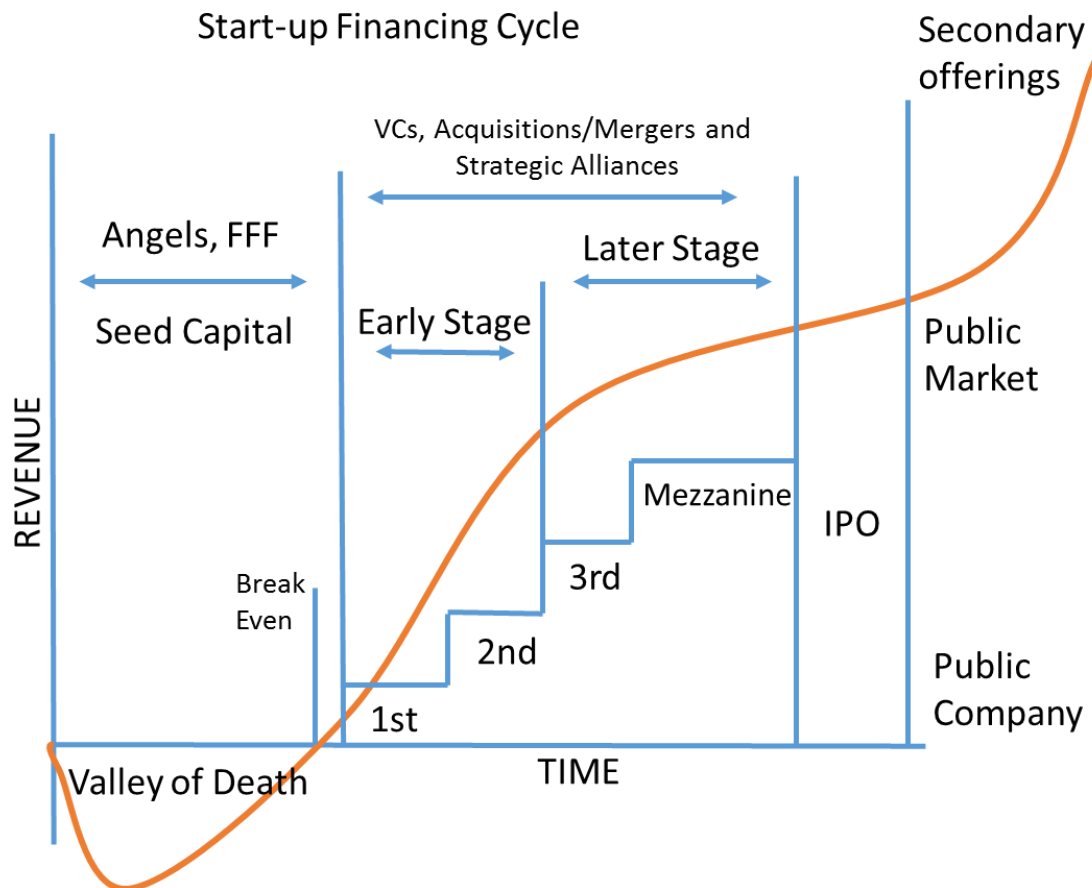 Start-up Financing Cycle
Secondary
offerings
VCs, Acquisitions/Mergers and
Strategic Alliances
Angels, FFF
Later Stage
Seed Capital
Early Stage
Public
Market
REVENUE
Mezzanine
IPO
3rd
Break
Even
2nd
Public
Company
1st
Valley of Death
TIME